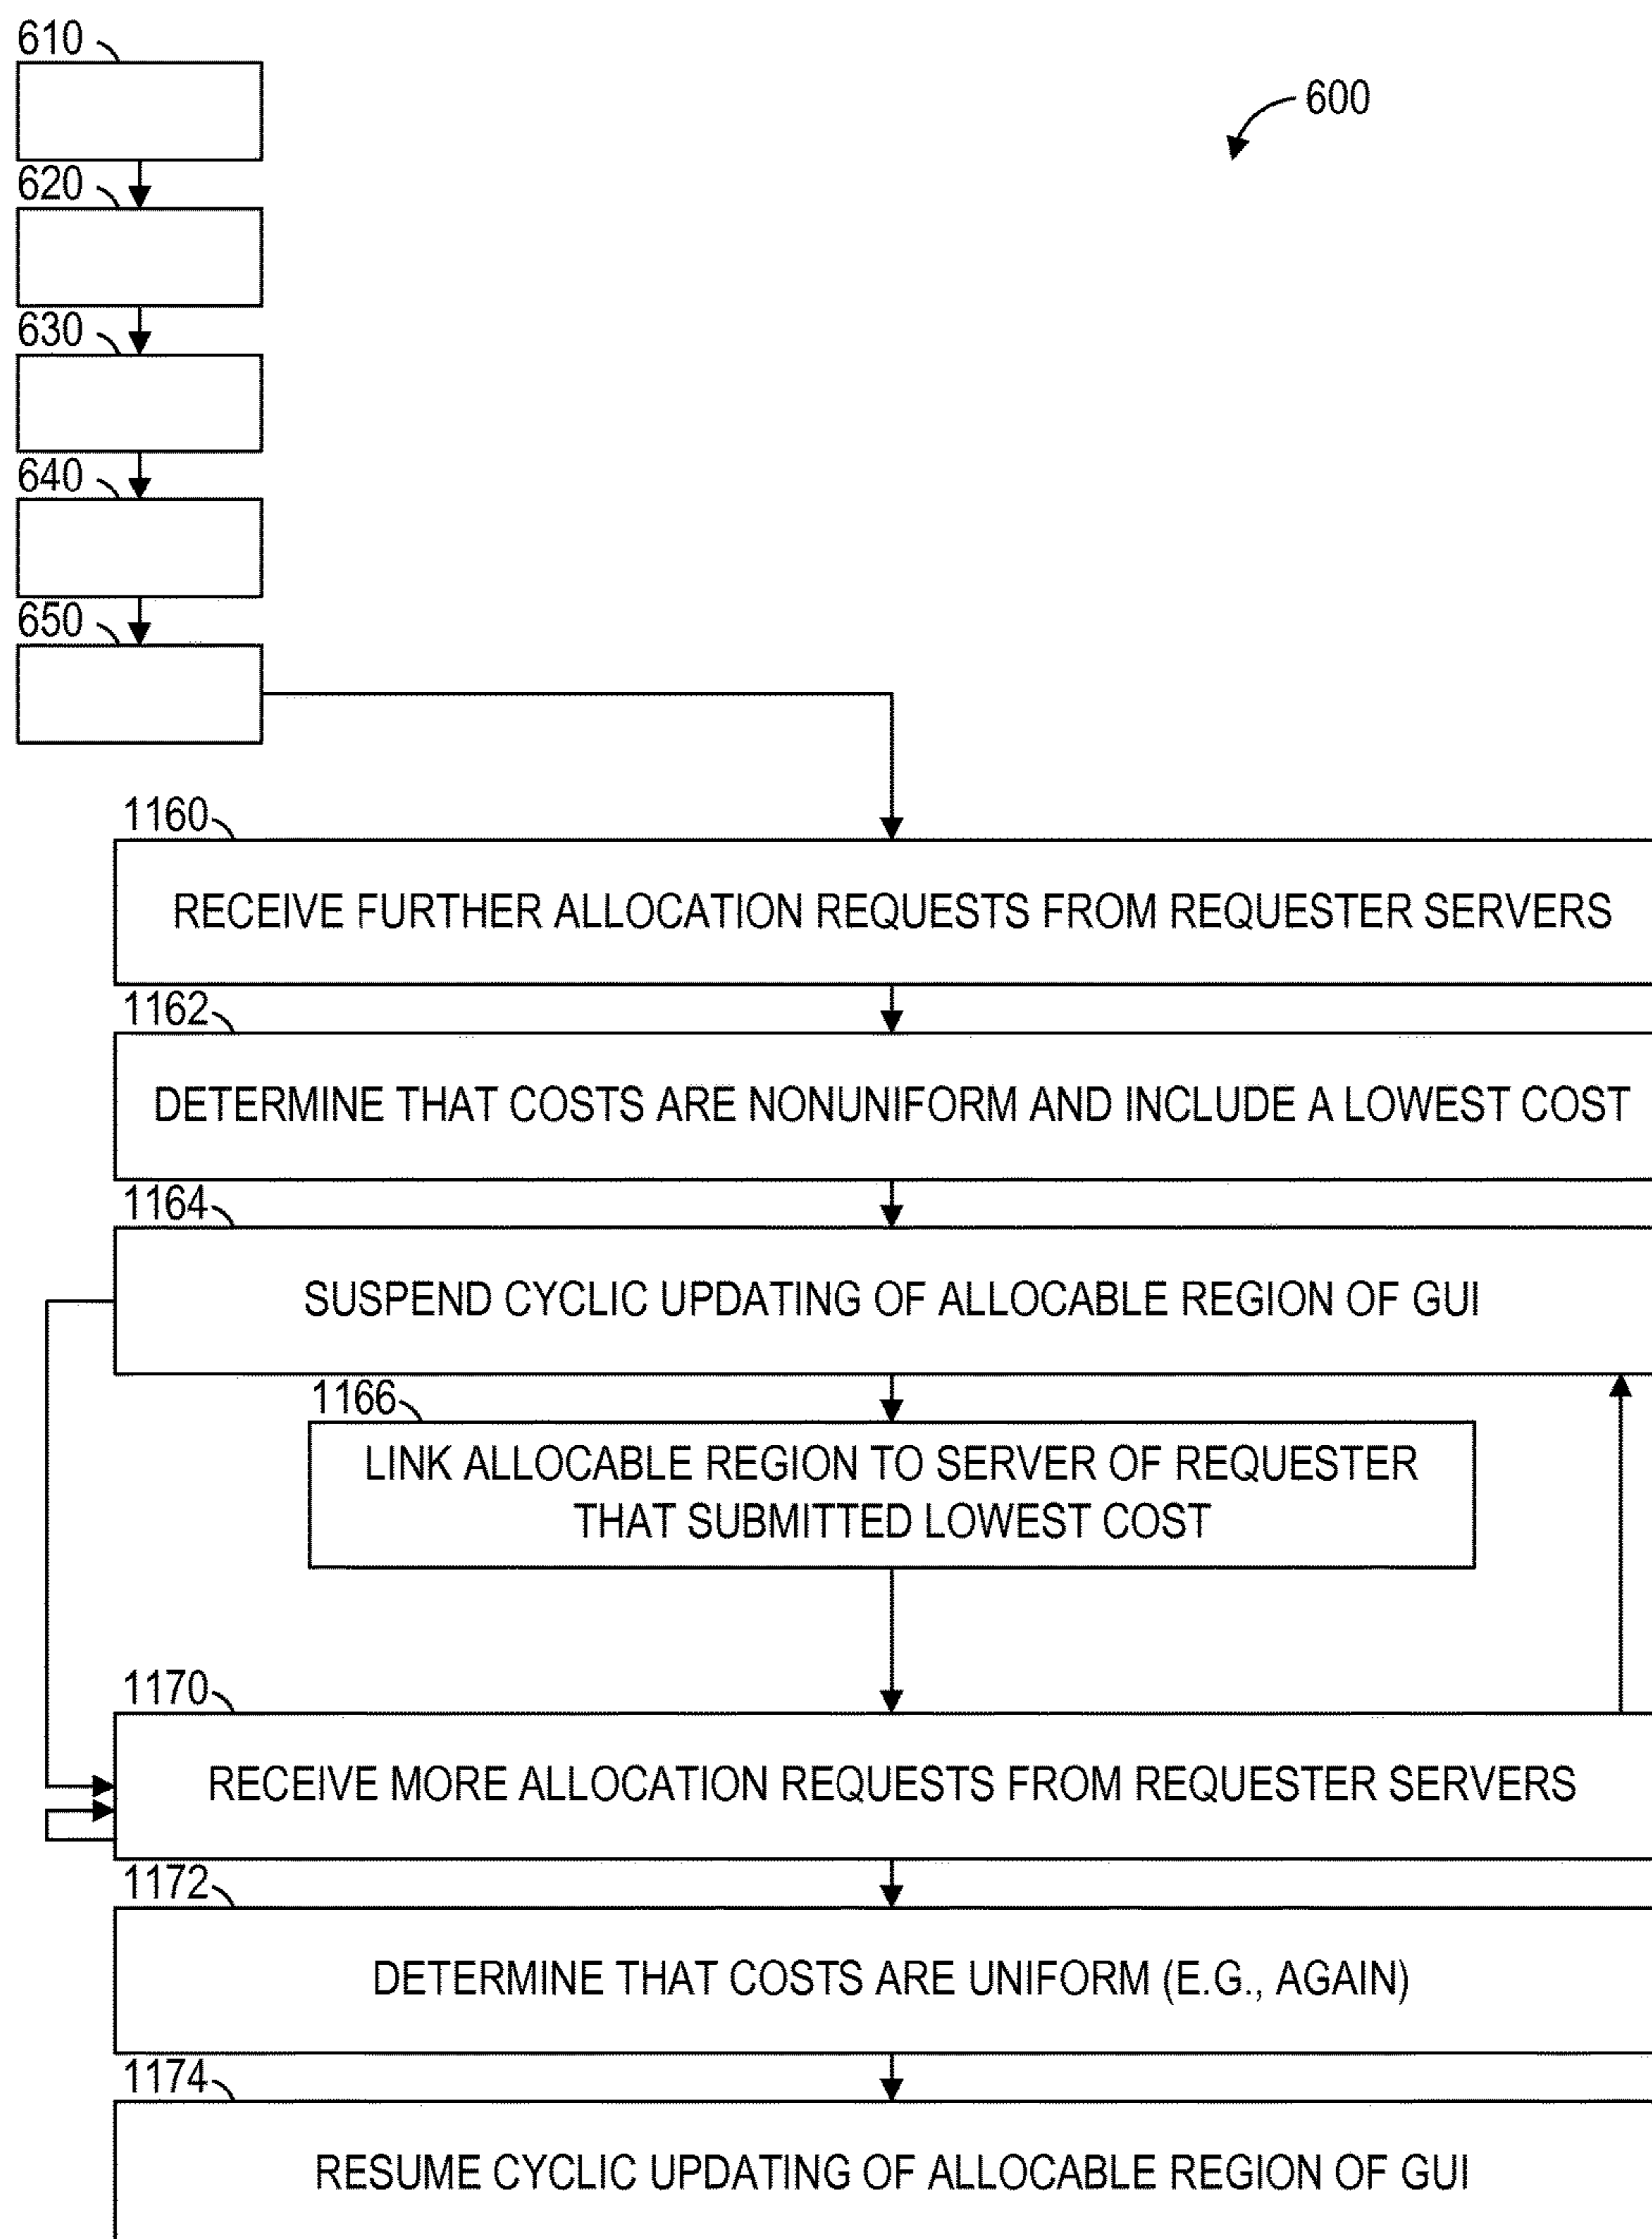 610
600
620
630
640
650
1160
RECEIVE FURTHER ALLOCATION REQUESTS FROM REQUESTER SERVERS
1162
DETERMINE THAT COSTS ARE NONUNIFORM AND INCLUDE A LOWEST COST
1164
SUSPEND CYCLIC UPDATING OF ALLOCABLE REGION OF GUI
1166
LINK ALLOCABLE REGION TO SERVER OF REQUESTER
THAT SUBMITTED LOWEST COST
1170
RECEIVE MORE ALLOCATION REQUESTS FROM REQUESTER SERVERS
1172
DETERMINE THAT COSTS ARE UNIFORM (E.G., AGAIN)
1174
RESUME CYCLIC UPDATING OF ALLOCABLE REGION OF GUI